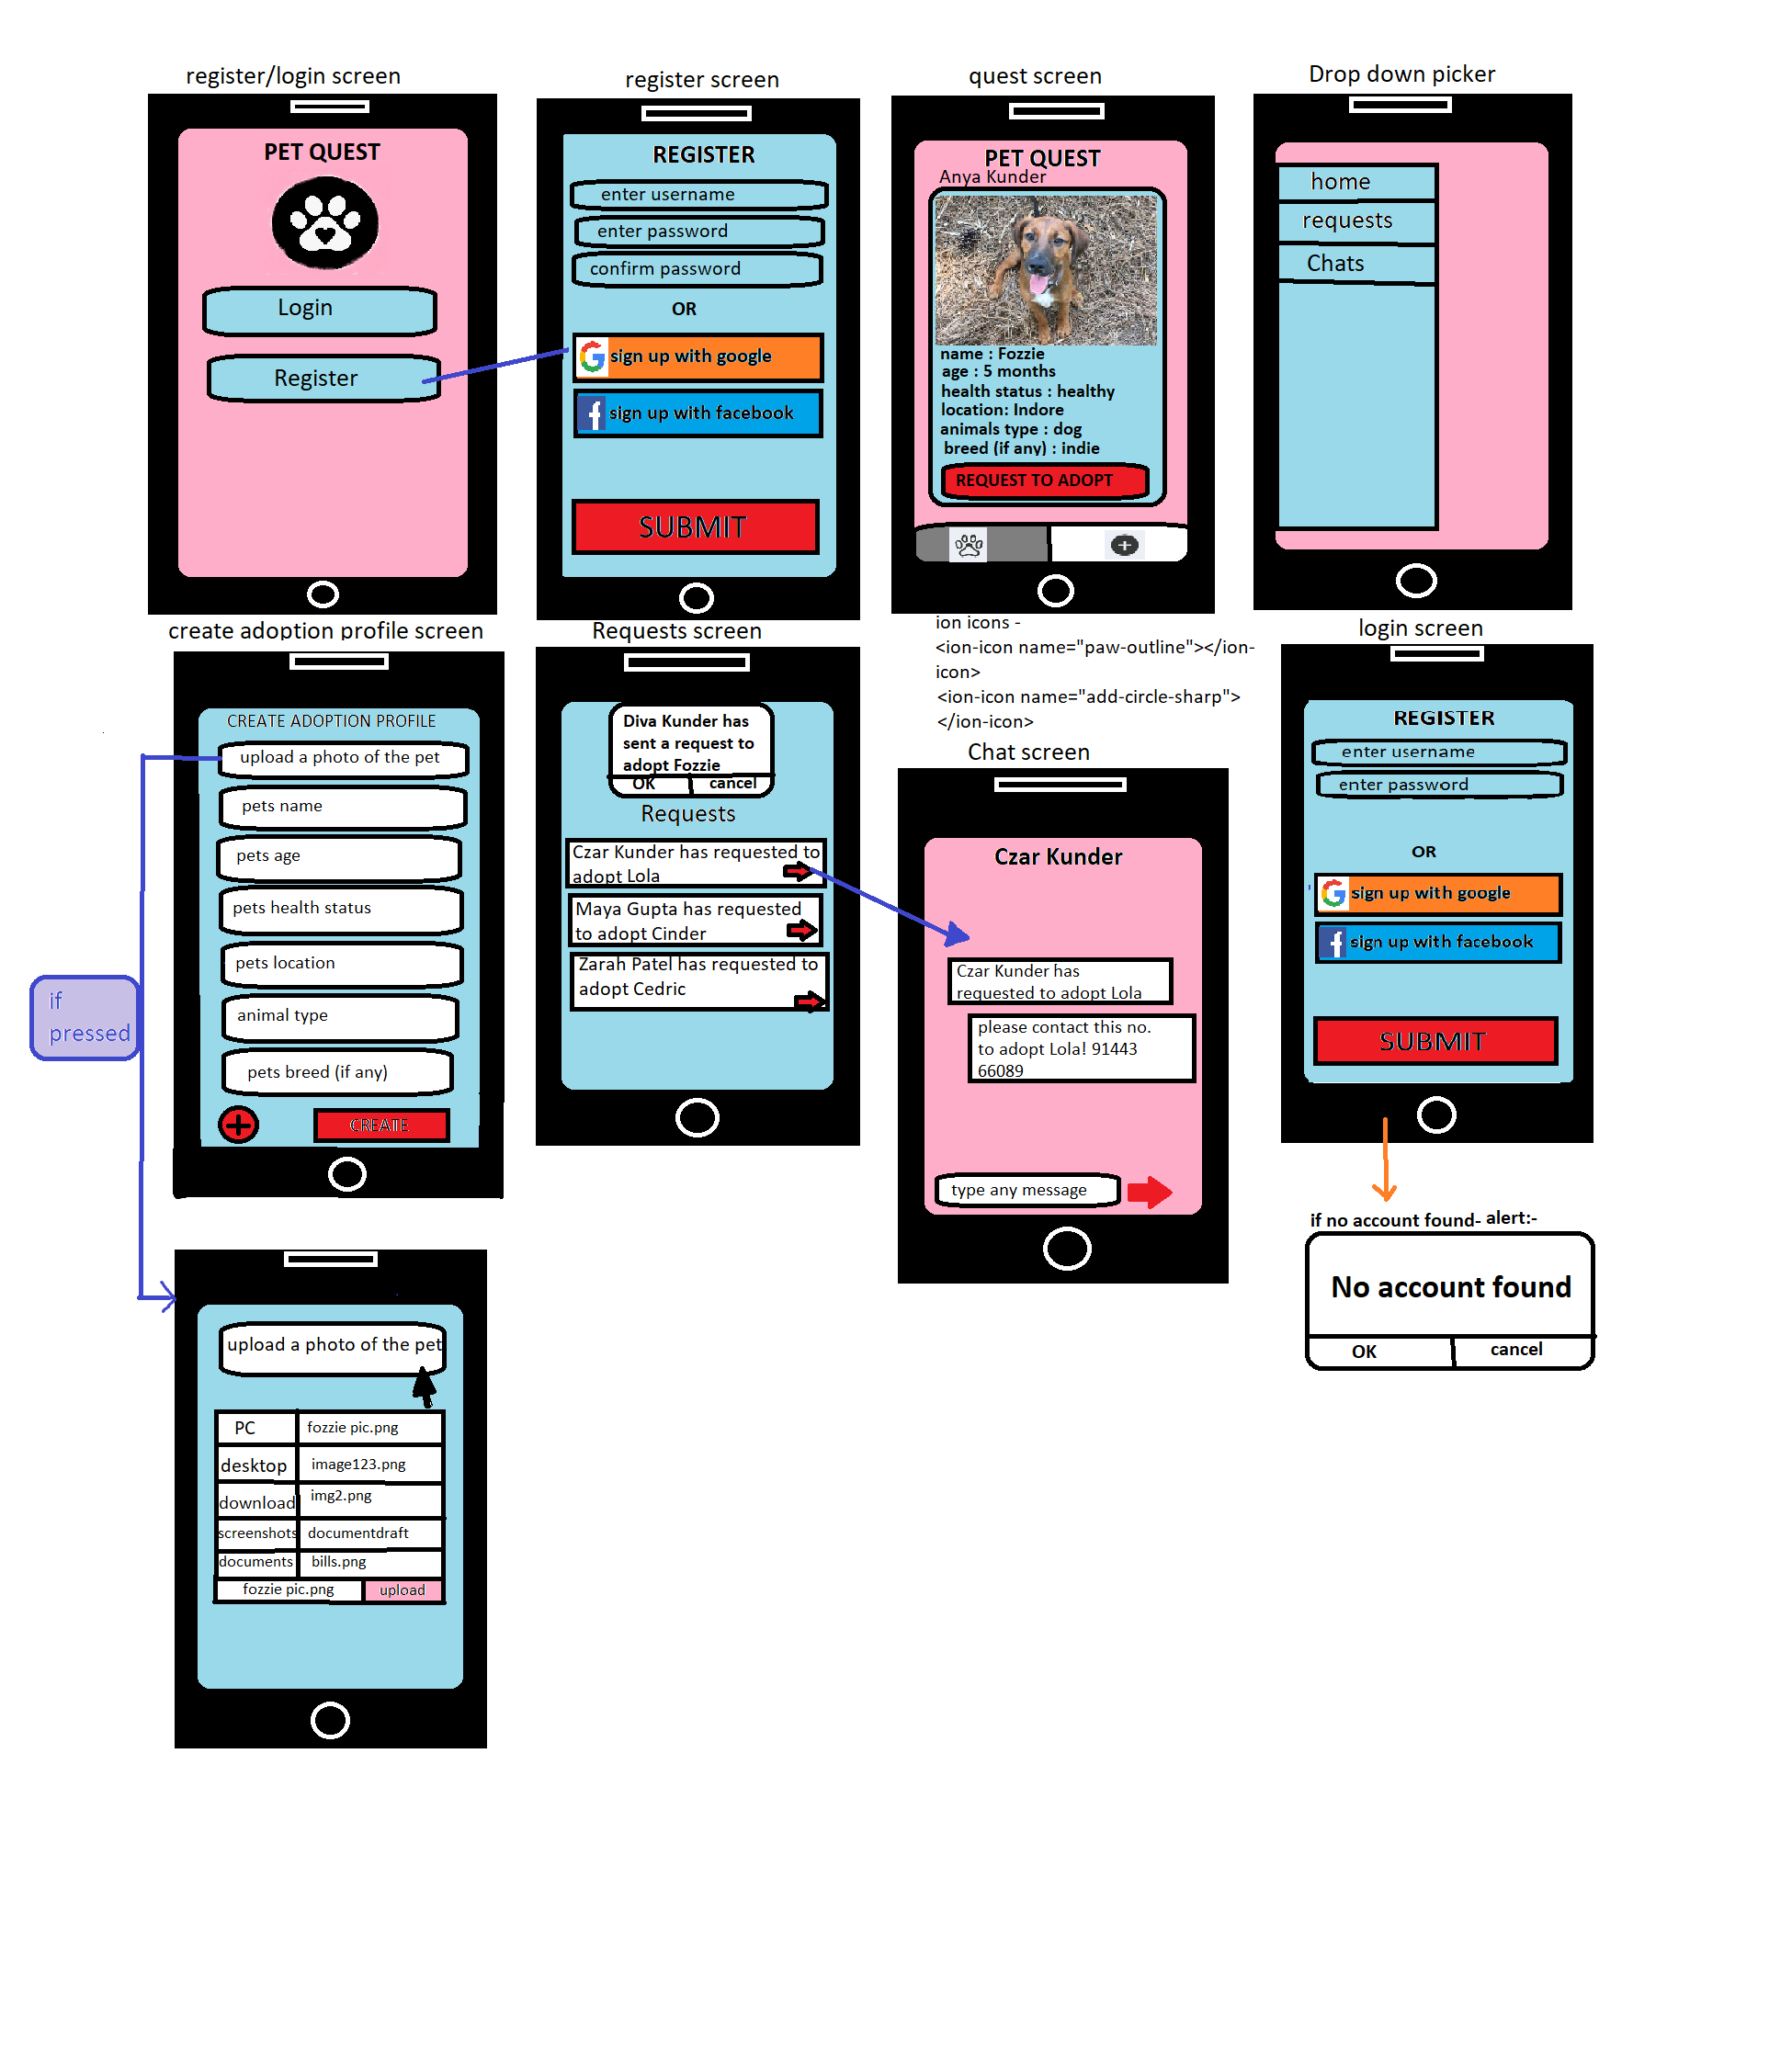 register/login screen
PET QUEST
Login
Register
register screen
REGISTER
enter username
enter password
confirm password
OR
sign up with google
sign up with facebook
SUBMIT
quest screen
PET QUEST
Anya Kunder
name : Fozzie
age : 5 months
health status : healthy
location: Indore
animals type : dog
breed (if any) : indie
REQUEST TO ADOPT
ion icons -
<ion-icon name="paw-outline"></ion-
icon>
<ion-icon name="add-circle-sharp">
</ion-icon>
Drop down picker
home
requests
Chats
create adoption profile screen
CREATE ADOPTION PROFILE
upload a photo of the pet
pets name
pets age
pets health status
pets location
animal type
pets breed (if any)
CREATE
if
pressed
Requests screen
Diva Kunder has
sent a request to
adopt Fozzie
OK cancel
Requests
Czar Kunder has requested to
adopt Lola
Maya Gupta has requested
to adopt Cinder
Zarah Patel has requested to
adopt Cedric
Chat screen
Czar Kunder
Czar Kunder has
requested to adopt Lola
please contact this no.
to adopt Lola! 91443
66089
type any message
login screen
REGISTER
enter username
enter password
OR
sign up with google
sign up with facebook
SUBMIT
if no account found- alert:-
No account found
OK cancel
upload a photo of the pet
PC fozzie pic.png
desktop image123.png
download img2.png
screenshots documentdraft
documents bills.png
fozzie pic.png upload